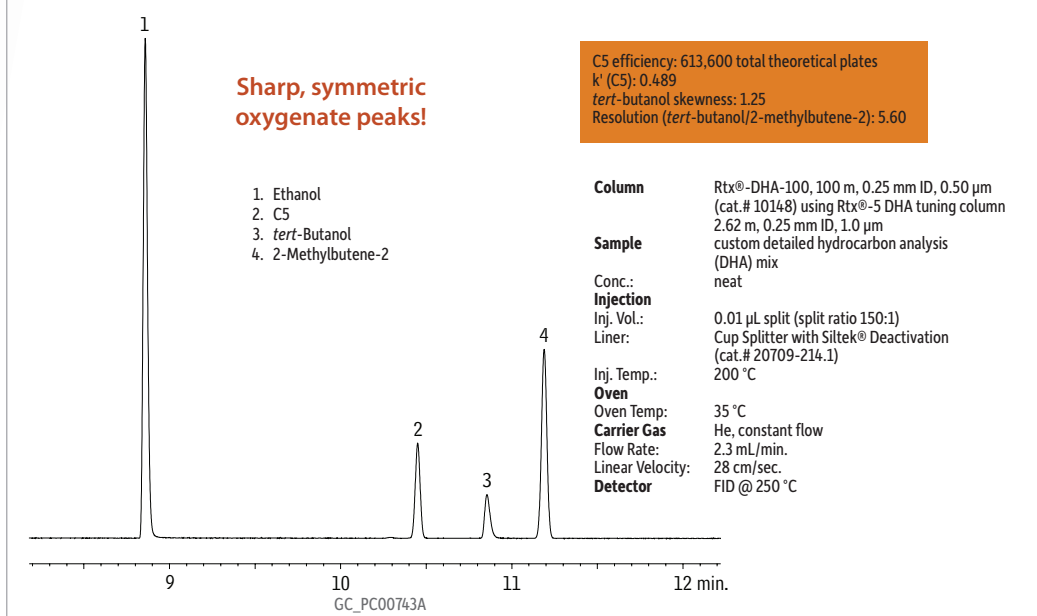 1
Sharp, symmetric
oxygenate peaks!
1. Ethanol
2. C5
3. tert-Butanol
4. 2-Methylbutene-2
C5 efficiency: 613,600 total theoretical plates
k' (C5): 0.489
tert-butanol skewness: 1.25
Resolution (tert-butanol/2-methylbutene-2): 5.60
Column Rtx®-DHA-100, 100 m, 0.25 mm ID, 0.50 µm
(cat.# 10148) using Rtx®-5 DHA tuning column
2.62 m, 0.25 mm ID, 1.0 µm
Sample custom detailed hydrocarbon analysis
(DHA) mix
Conc.: neat
Injection
Inj. Vol.: 0.01 µL split (split ratio 150:1)
Liner: Cup Splitter with Siltek® Deactivation
(cat.# 20709-214.1)
Inj. Temp.: 200 °C
Oven
Oven Temp: 35 °C
Carrier Gas He, constant flow
Flow Rate: 2.3 mL/min.
Linear Velocity: 28 cm/sec.
Detector FID @ 250 °C
2
3
4
9 10 11 12 min.
GC_PC00743A